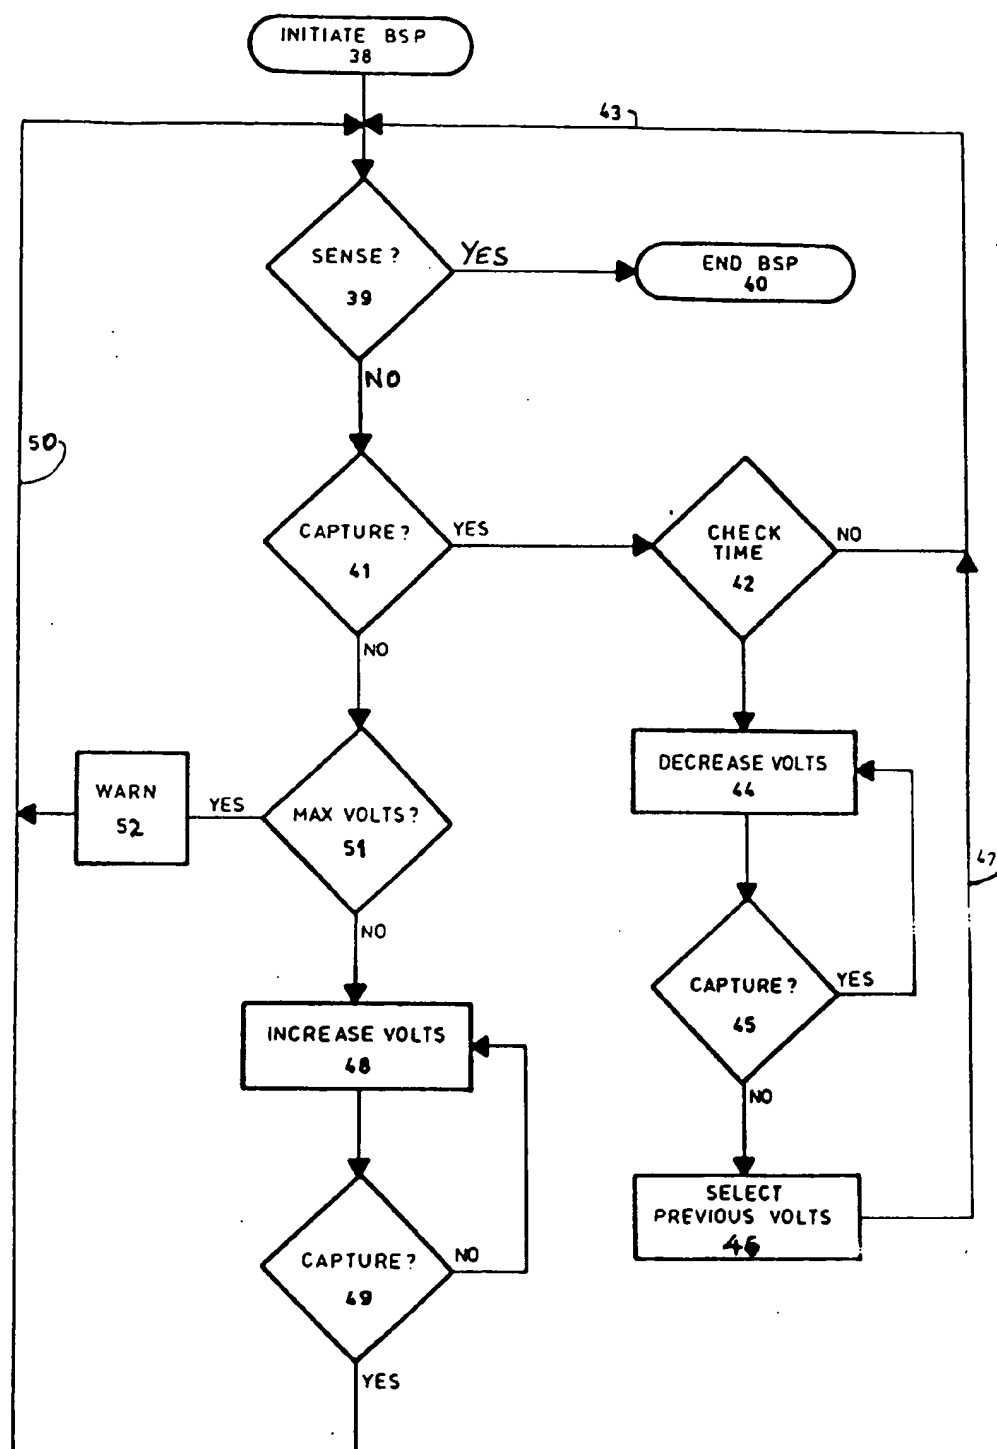 INITIATE BSP
38
43
SENSE?
39
YES
END BSP
40
NO
50
CAPTURE?
41
YES
CHECK
TIME
42
NO
NO
DECREASE VOLTS
44
WARN
52
YES
MAX VOLTS?
51
47
NO
CAPTURE?
45
YES
INCREASE VOLTS
48
NO
SELECT
PREVIOUS VOLTS
46
CAPTURE?
49
NO
YES